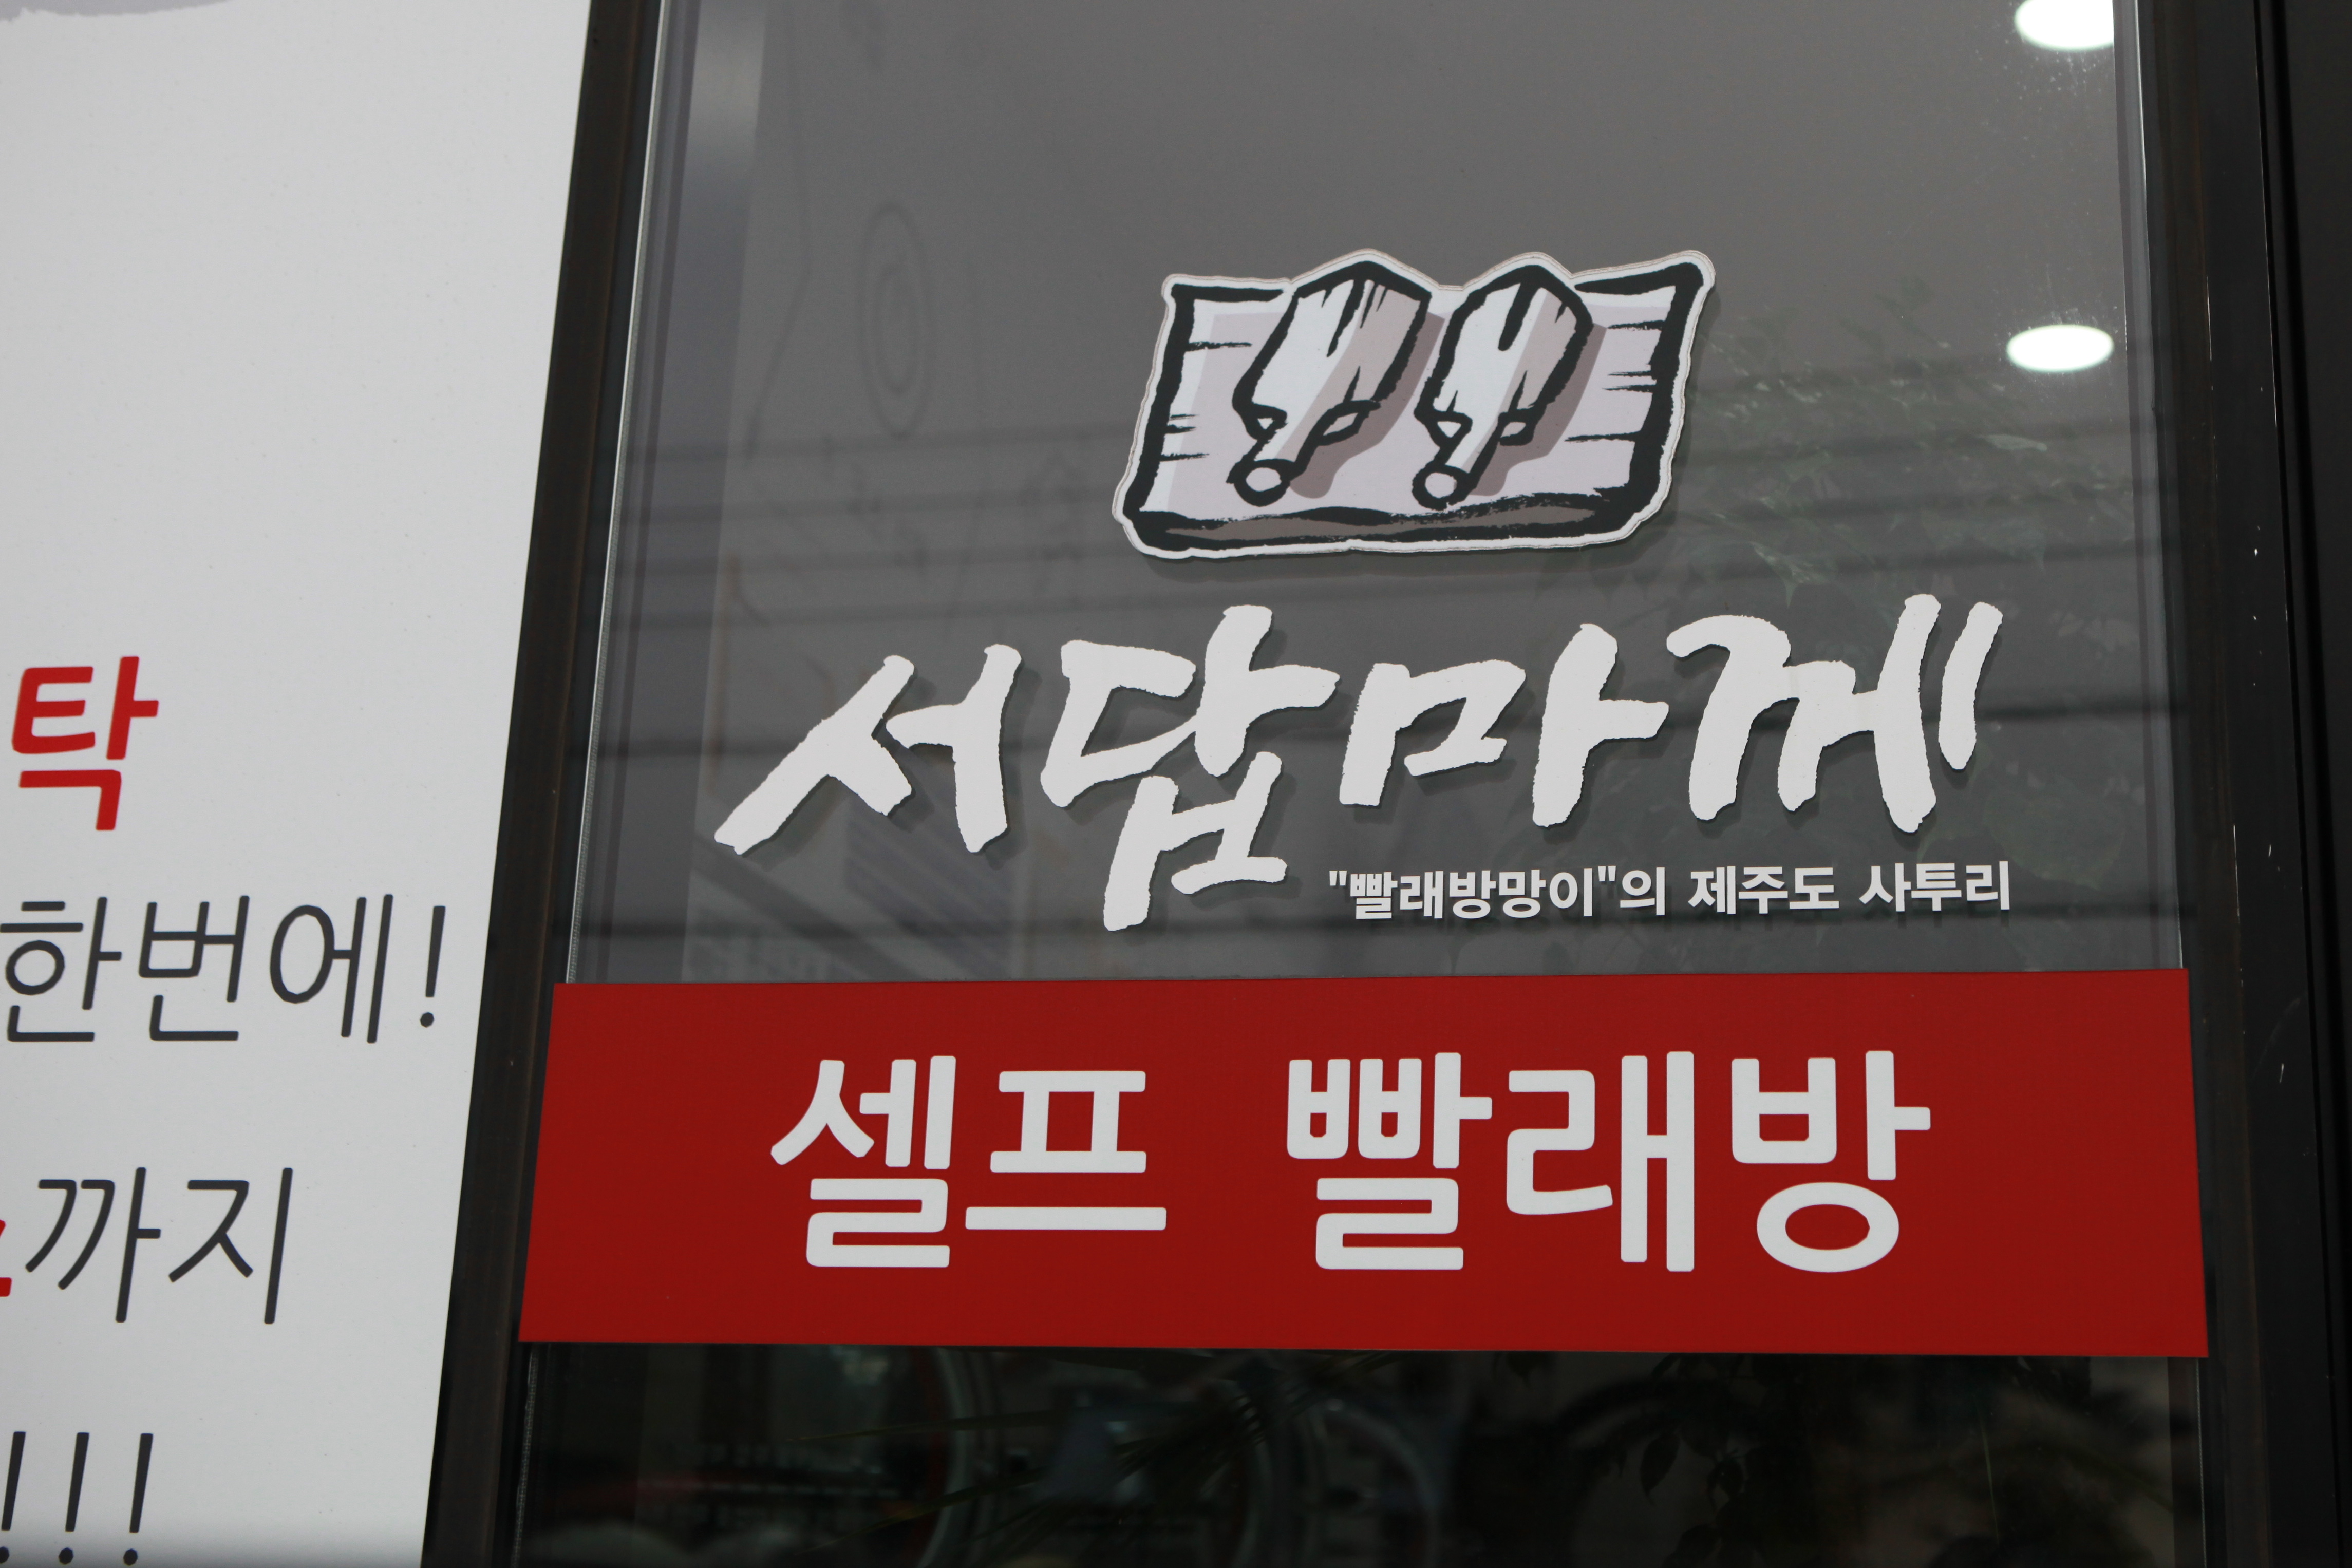 탁
한번에!
까지
!!!
서답마께
"빨래방망이"의 제주도 사투리
셀프 빨래방